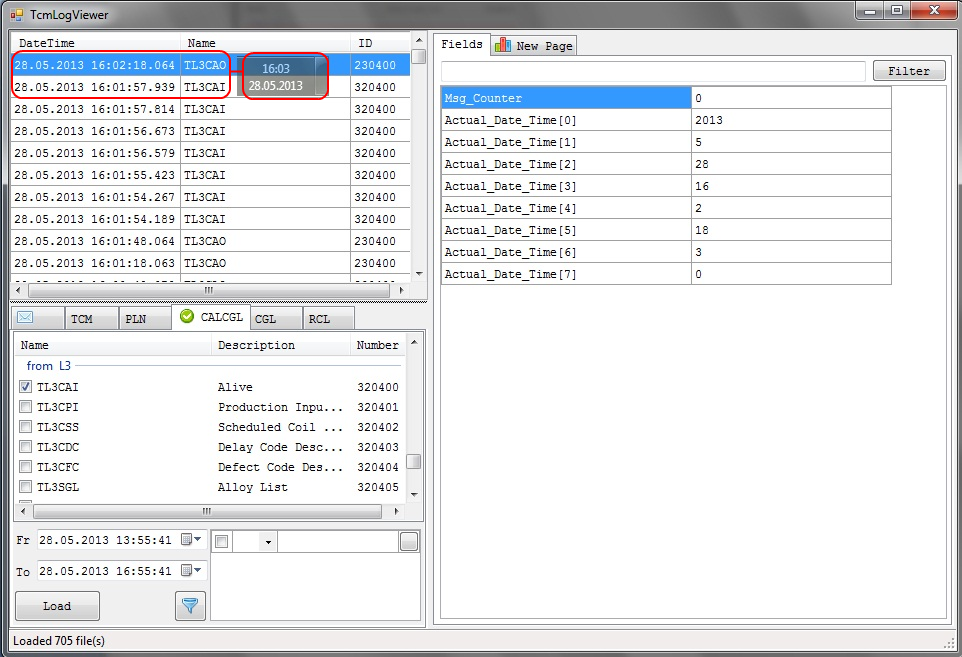 TcmLogViewer
DateTime Name ID
28.05.2013 16:02:18.064 TL3CAO 230400
28.05.2013 16:01:57.939 TL3CAI 320400
16:03
28.05.2013
28.05.2013 16:01:57.814 TL3CAI 320400
28.05.2013 16:01:56.673 TL3CAI 320400
28.05.2013 16:01:56.579 TL3CAI 320400
28.05.2013 16:01:55.423 TL3CAI 320400
28.05.2013 16:01:54.267 TL3CAI 320400
28.05.2013 16:01:54.189 TL3CAI 320400
28.05.2013 16:01:48.064 TL3CAO 230400
28.05.2013 16:01:18.063 TL3CAO 230400
TCM PLN CALCGL CGL RCL
Name Description Number
from L3
TL3CAI Alive 320400
TL3CPI Production Inpu... 320401
TL3CSS Scheduled Coil ... 320402
TL3CDC Delay Code Desc... 320403
TL3CFC Defect Code Des... 320404
TL3SGL Alloy List 320405
Fr 28.05.2013 13:55:41
To 28.05.2013 16:55:41
Load
Fields New Page
Filter
Msg_Counter 0
Actual_Date_Time[0] 2013
Actual_Date_Time[1] 5
Actual_Date_Time[2] 28
Actual_Date_Time[3] 16
Actual_Date_Time[4] 2
Actual_Date_Time[5] 18
Actual_Date_Time[6] 3
Actual_Date_Time[7] 0
Loaded 705 file(s)